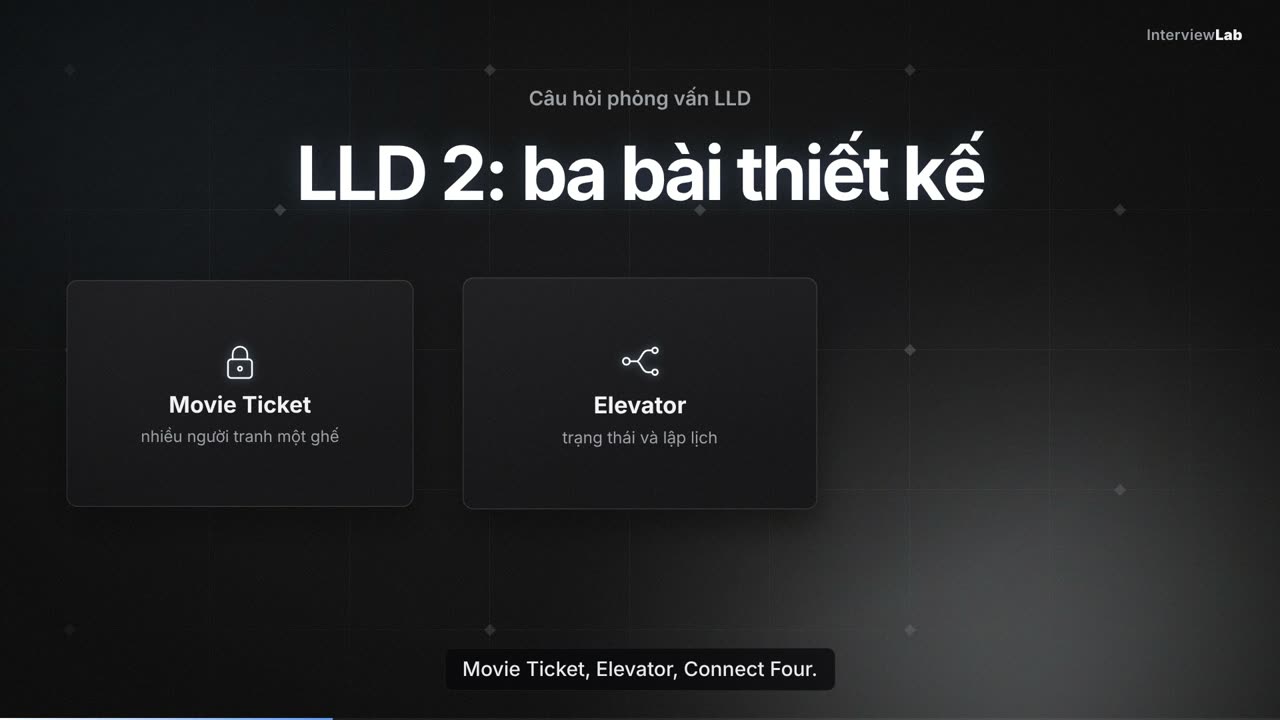 InterviewLab
Câu hỏi phỏng vấn LLD
LLD 2: ba bài thiết kế
Movie Ticket
nhiều người tranh một ghế
Elevator
trạng thái và lập lịch
Movie Ticket, Elevator, Connect Four.